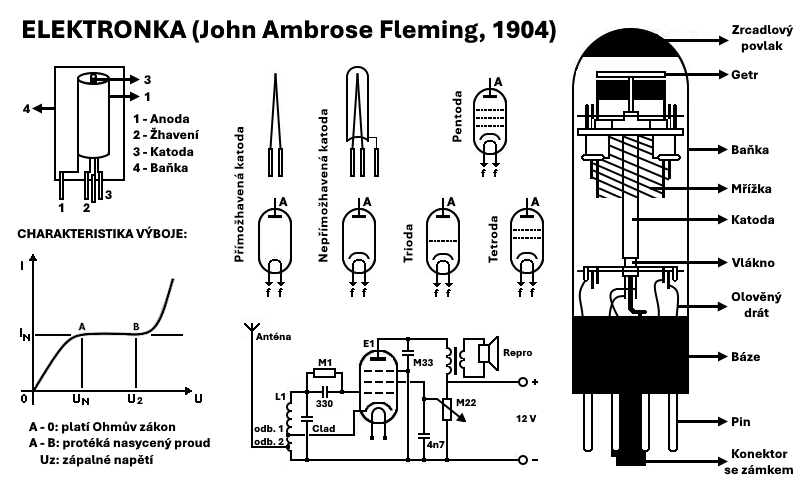 ELEKTRONKA (John Ambrose Fleming, 1904)
3
1
4
1 - Anoda
2 - Žhavení
3 - Katoda
4 - Baňka
1 2 3
Přímožhavená katoda
Nepřímožhavená katoda
Pentoda
A
f f
A
f f
A
f f
Trioda
A
f f
Tetroda
A
f f
CHARAKTERISTIKA VÝBOJE:
I
A B
IN
0 UN U2 U
A - 0: platí Ohmův zákon
A - B: protéká nasycený proud
Uz: zápalné napětí
Anténa
E1
M1
M33
Repro
330
L1
+
M22
12 V
odb. 1
Clad
odb. 2
4n7
–
Zrcadlový
povlak
Getr
Baňka
Mřížka
Katoda
Vlákno
Olověný
drát
Báze
Pin
Konektor
se zámkem